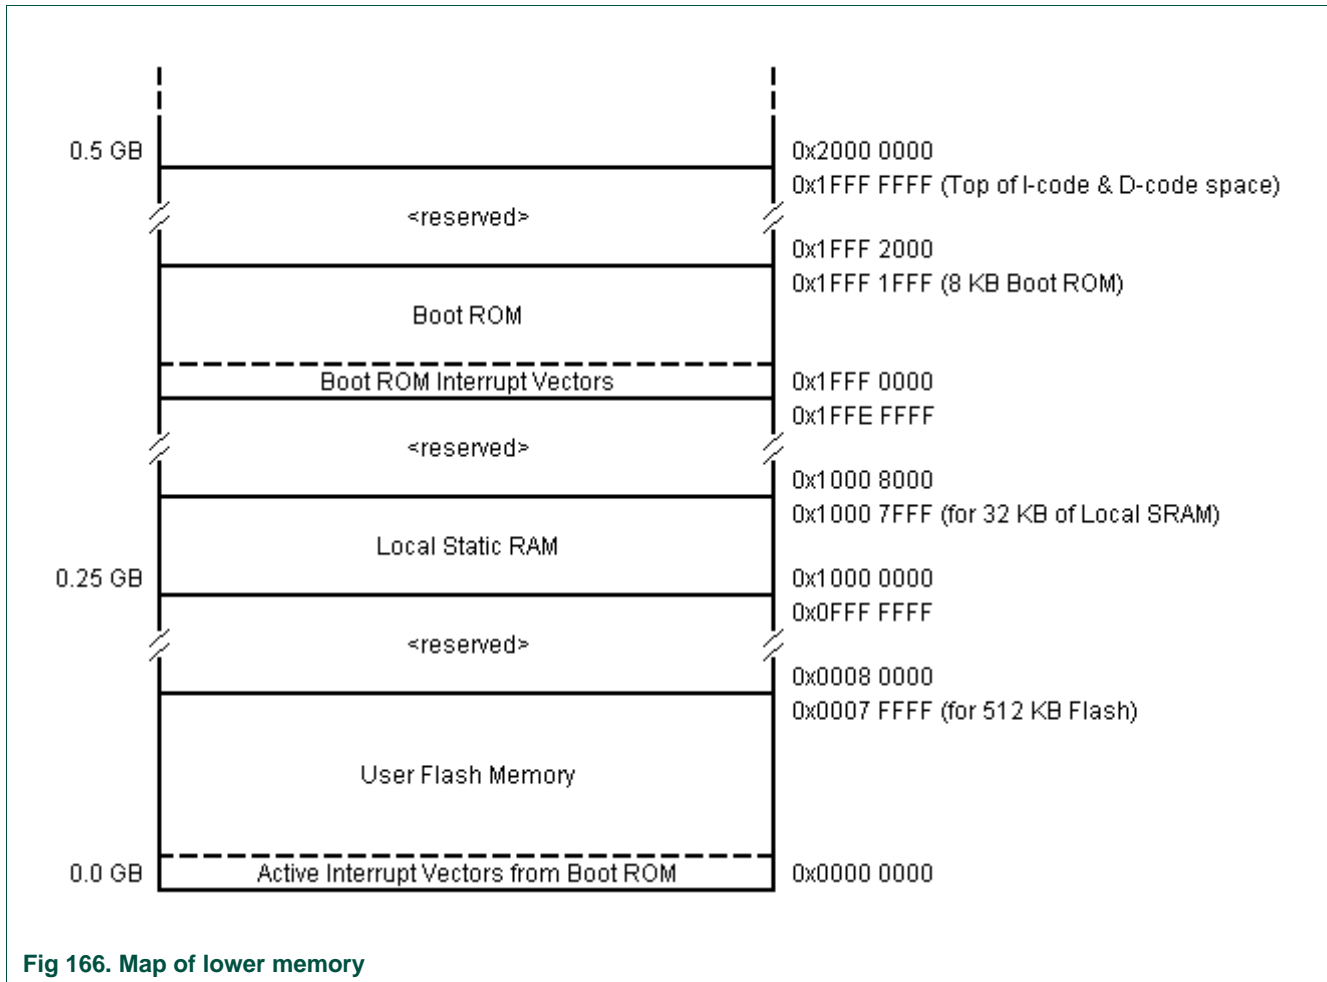 0.5 GB
0x2000 0000
0x1FFF FFFF (Top of I-code & D-code space)
<reserved>
0x1FFF 2000
0x1FFF 1FFF (8 KB Boot ROM)
Boot ROM
Boot ROM Interrupt Vectors
0x1FFF 0000
0x1FFE FFFF
<reserved>
0x1000 8000
0x1000 7FFF (for 32 KB of Local SRAM)
Local Static RAM
0.25 GB
0x1000 0000
0x0FFF FFFF
<reserved>
0x0008 0000
0x0007 FFFF (for 512 KB Flash)
User Flash Memory
0.0 GB
Active Interrupt Vectors from Boot ROM
0x0000 0000
Fig 166. Map of lower memory